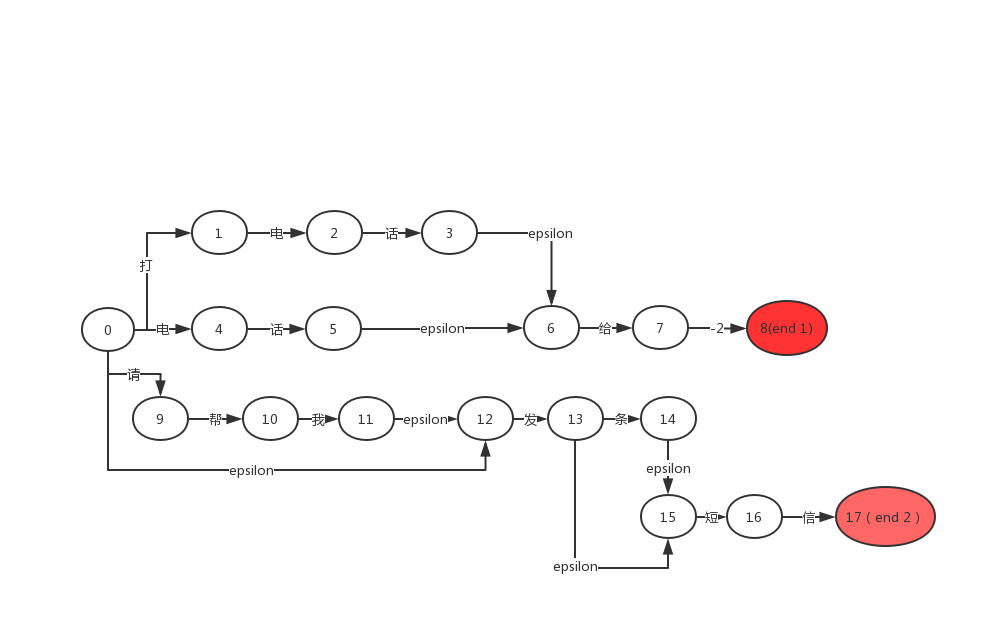 1 电 2 话 3 epsilon
打
0 电 4 话 5 epsilon 6 给 7 -2 8(end 1)
请
9 帮 10 我 11 epsilon 12 发 13 条 14
epsilon epsilon
15 短 16 信 17 ( end 2 )
epsilon